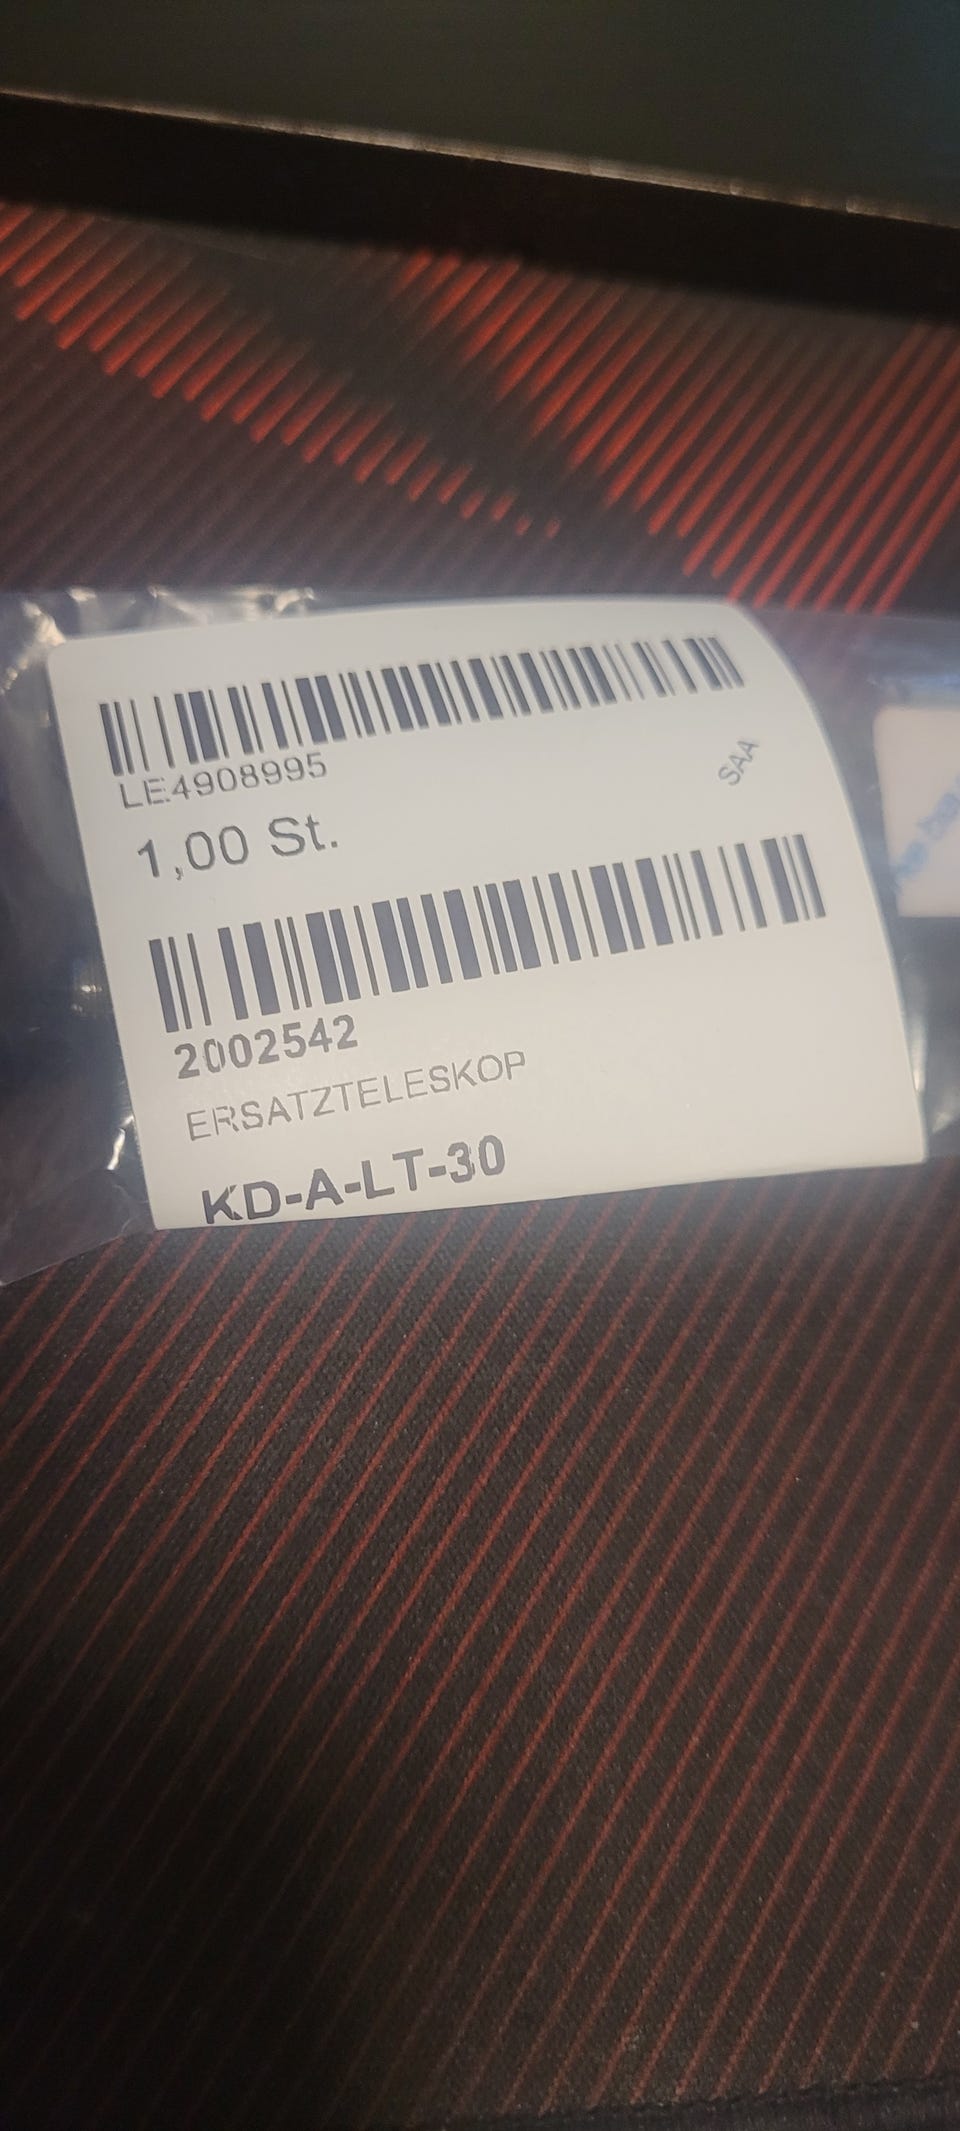 LE4908995
SAA
1,00 St.
2002542
ERSATZTELESKOP
KD-A-LT-30